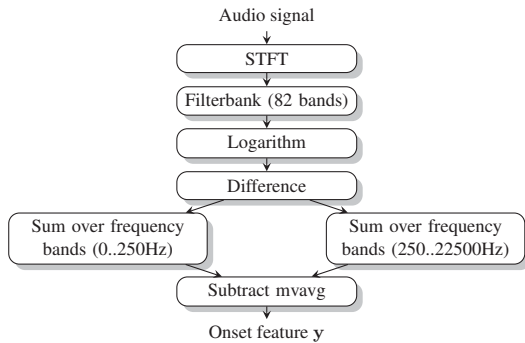 Audio signal
STFT
Filterbank (82 bands)
Logarithm
Difference
Sum over frequency
bands (0..250Hz)
Sum over frequency
bands (250..22500Hz)
Subtract mvavg
Onset feature y